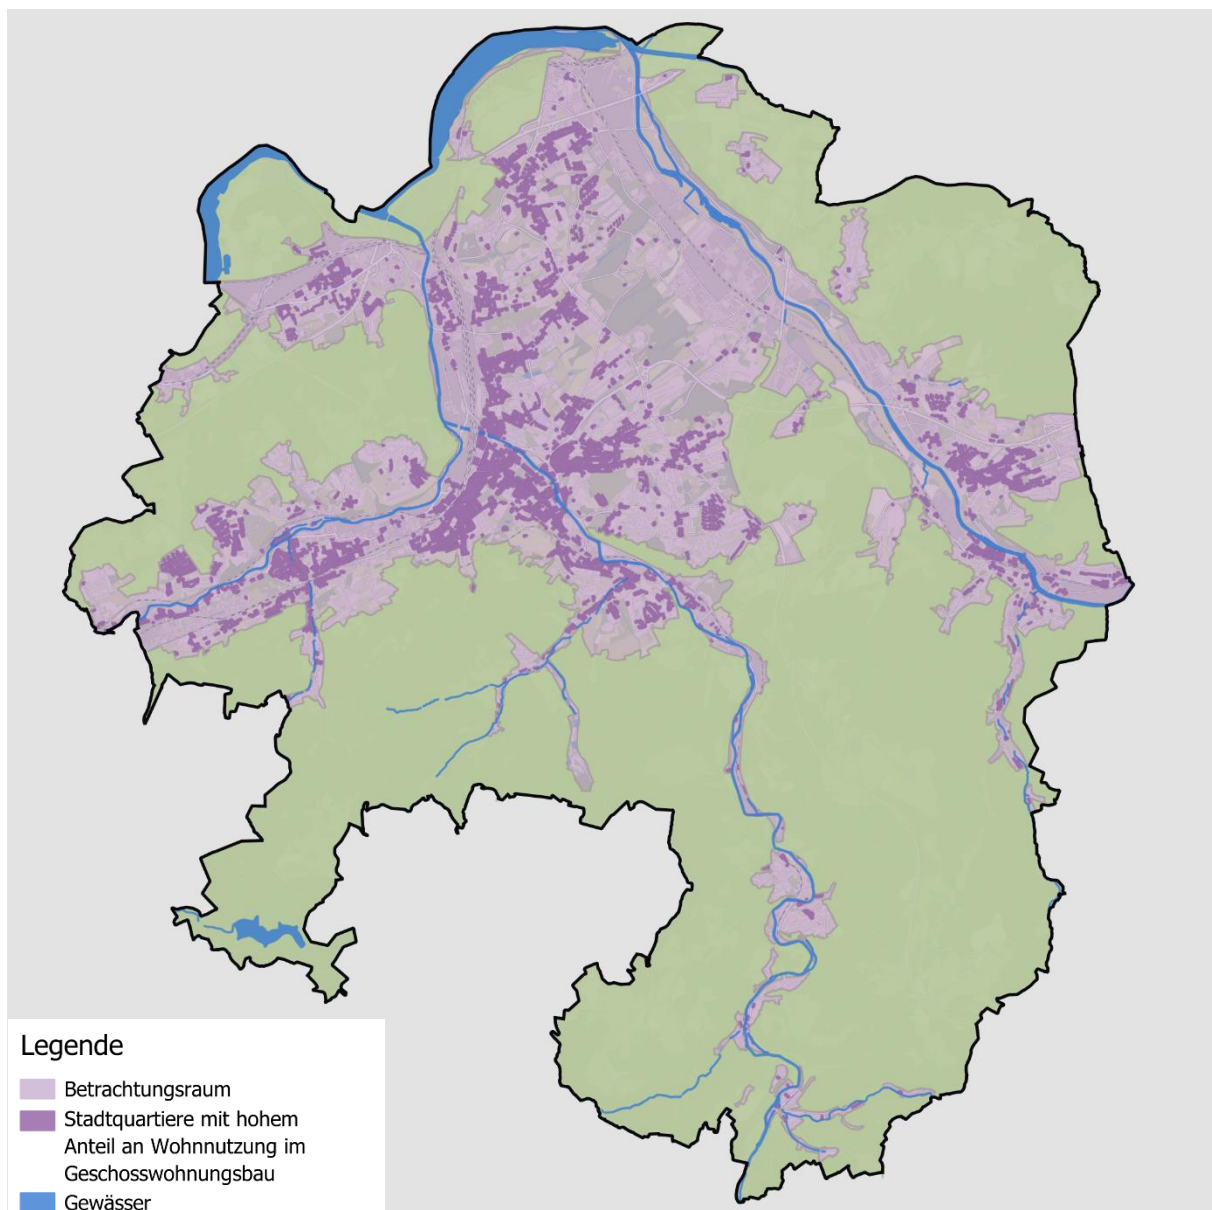 Legende
Betrachtungsraum
Stadtquartiere mit hohem
Anteil an Wohnnutzung im
Geschosswohnungsbau
Gewässer